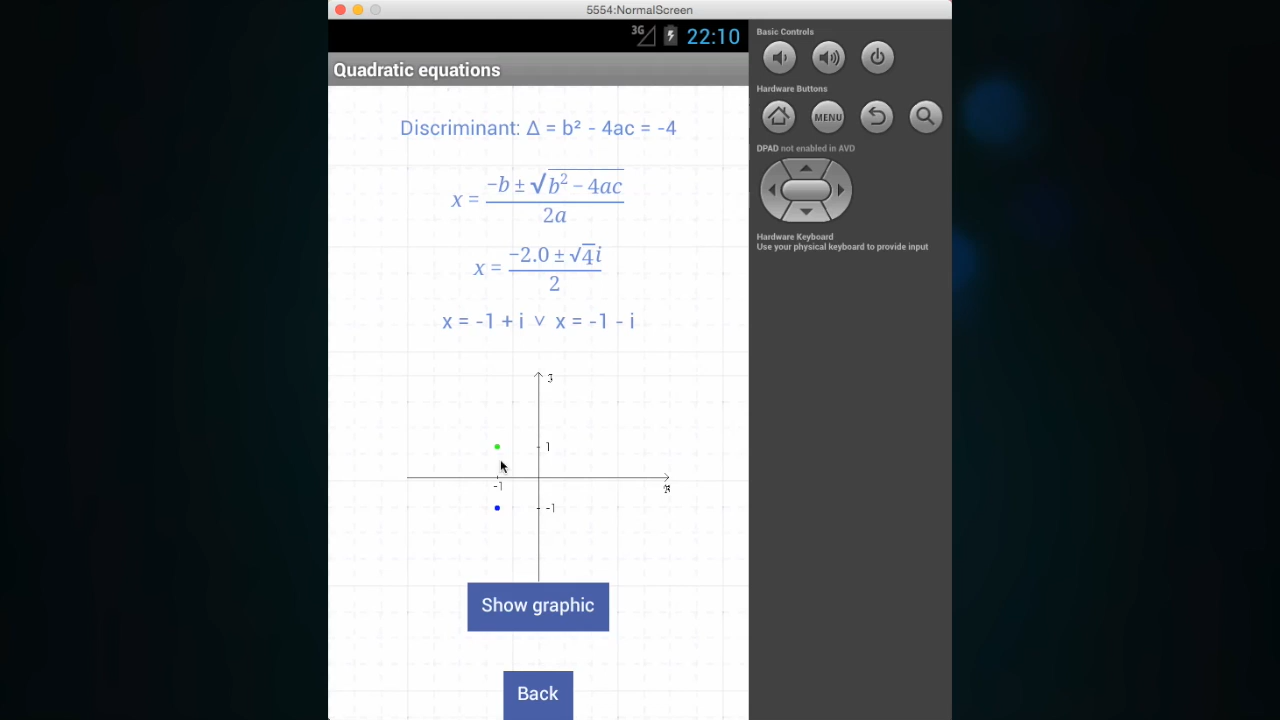 5554:NormalScreen
3G 22:10
Quadratic equations
Discriminant: Δ = b² - 4ac = -4
x = −b ± √b² − 4ac
2a
x = −2.0 ± √4i
2
x = -1 + i ∨ x = -1 - i
1
-1
-1
Show graphic
Back
Basic Controls
Hardware Buttons
MENU
DPAD not enabled in AVD
Hardware Keyboard
Use your physical keyboard to provide input